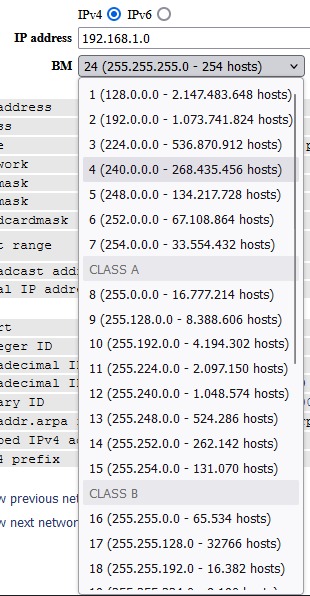 IPv4 IPv6
IP address 192.168.1.0
BM 24 (255.255.255.0 - 254 hosts)
1 (128.0.0.0 - 2.147.483.648 hosts)
address 2 (192.0.0.0 - 1.073.741.824 hosts)
ss
3 (224.0.0.0 - 536.870.912 hosts)
work 4 (240.0.0.0 - 268.435.456 hosts)
mask
mask 5 (248.0.0.0 - 134.217.728 hosts)
dcardmask 6 (252.0.0.0 - 67.108.864 hosts)
t range 7 (254.0.0.0 - 33.554.432 hosts)
adcast add CLASS A
al IP addr 8 (255.0.0.0 - 16.777.214 hosts)
rt 9 (255.128.0.0 - 8.388.606 hosts)
eger ID 10 (255.192.0.0 - 4.194.302 hosts)
adecimal I 11 (255.224.0.0 - 2.097.150 hosts)
adecimal I 12 (255.240.0.0 - 1.048.574 hosts)
ary ID
addr.arpa 13 (255.248.0.0 - 524.286 hosts)
ped IPv4 a 14 (255.252.0.0 - 262.142 hosts)
4 prefix 15 (255.254.0.0 - 131.070 hosts)
CLASS B
w previous net
16 (255.255.0.0 - 65.534 hosts)
w next networ
17 (255.255.128.0 - 32766 hosts)
18 (255.255.192.0 - 16.382 hosts)